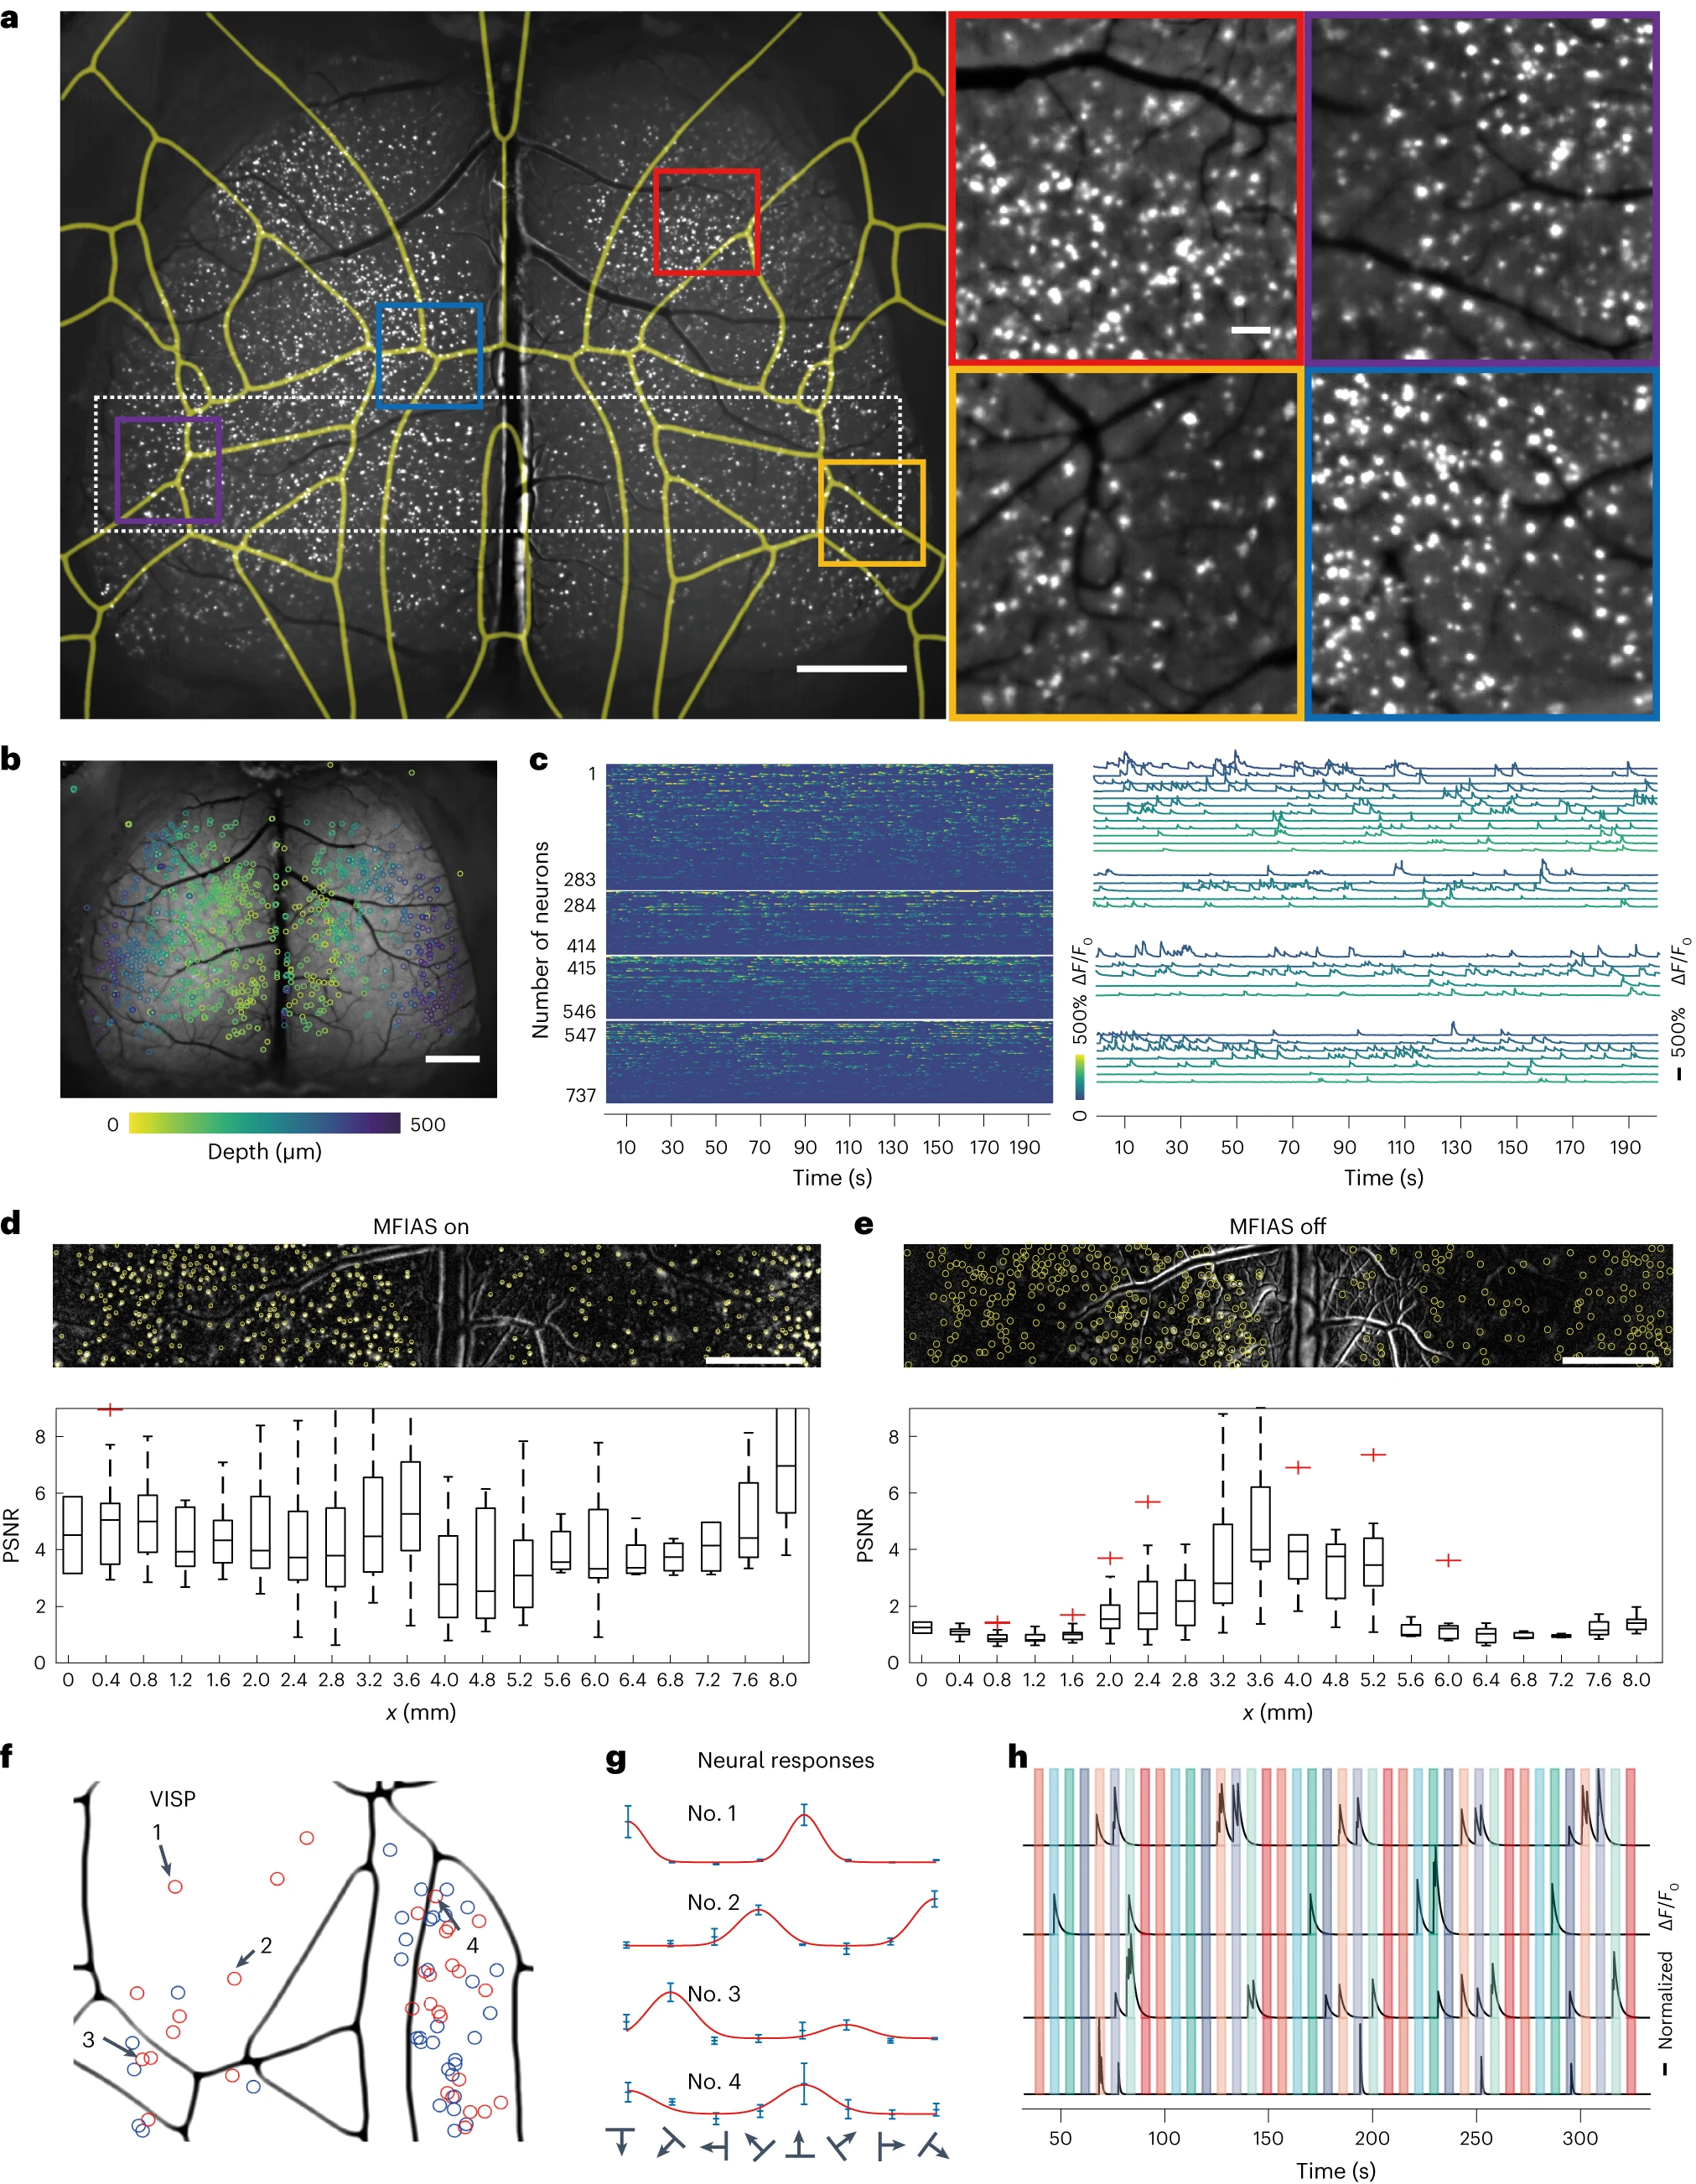 a
b
0
500
Depth (µm)
c
Number of neurons
1
283
284
414
415
546
547
737
10 30 50 70 90 110 130 150 170 190
Time (s)
0 500% ΔF/F0
10 30 50 70 90 110 130 150 170 190
Time (s)
500% ΔF/F0
d
MFIAS on
PSNR
8
6
4
2
0
0 0.4 0.8 1.2 1.6 2.0 2.4 2.8 3.2 3.6 4.0 4.8 5.2 5.6 6.0 6.4 6.8 7.2 7.6 8.0
x (mm)
e
MFIAS off
PSNR
8
6
4
2
0
0 0.4 0.8 1.2 1.6 2.0 2.4 2.8 3.2 3.6 4.0 4.8 5.2 5.6 6.0 6.4 6.8 7.2 7.6 8.0
x (mm)
f
VISP
1
2
3
4
g
Neural responses
No. 1
No. 2
No. 3
No. 4
h
Normalized ΔF/F0
50 100 150 200 250 300
Time (s)